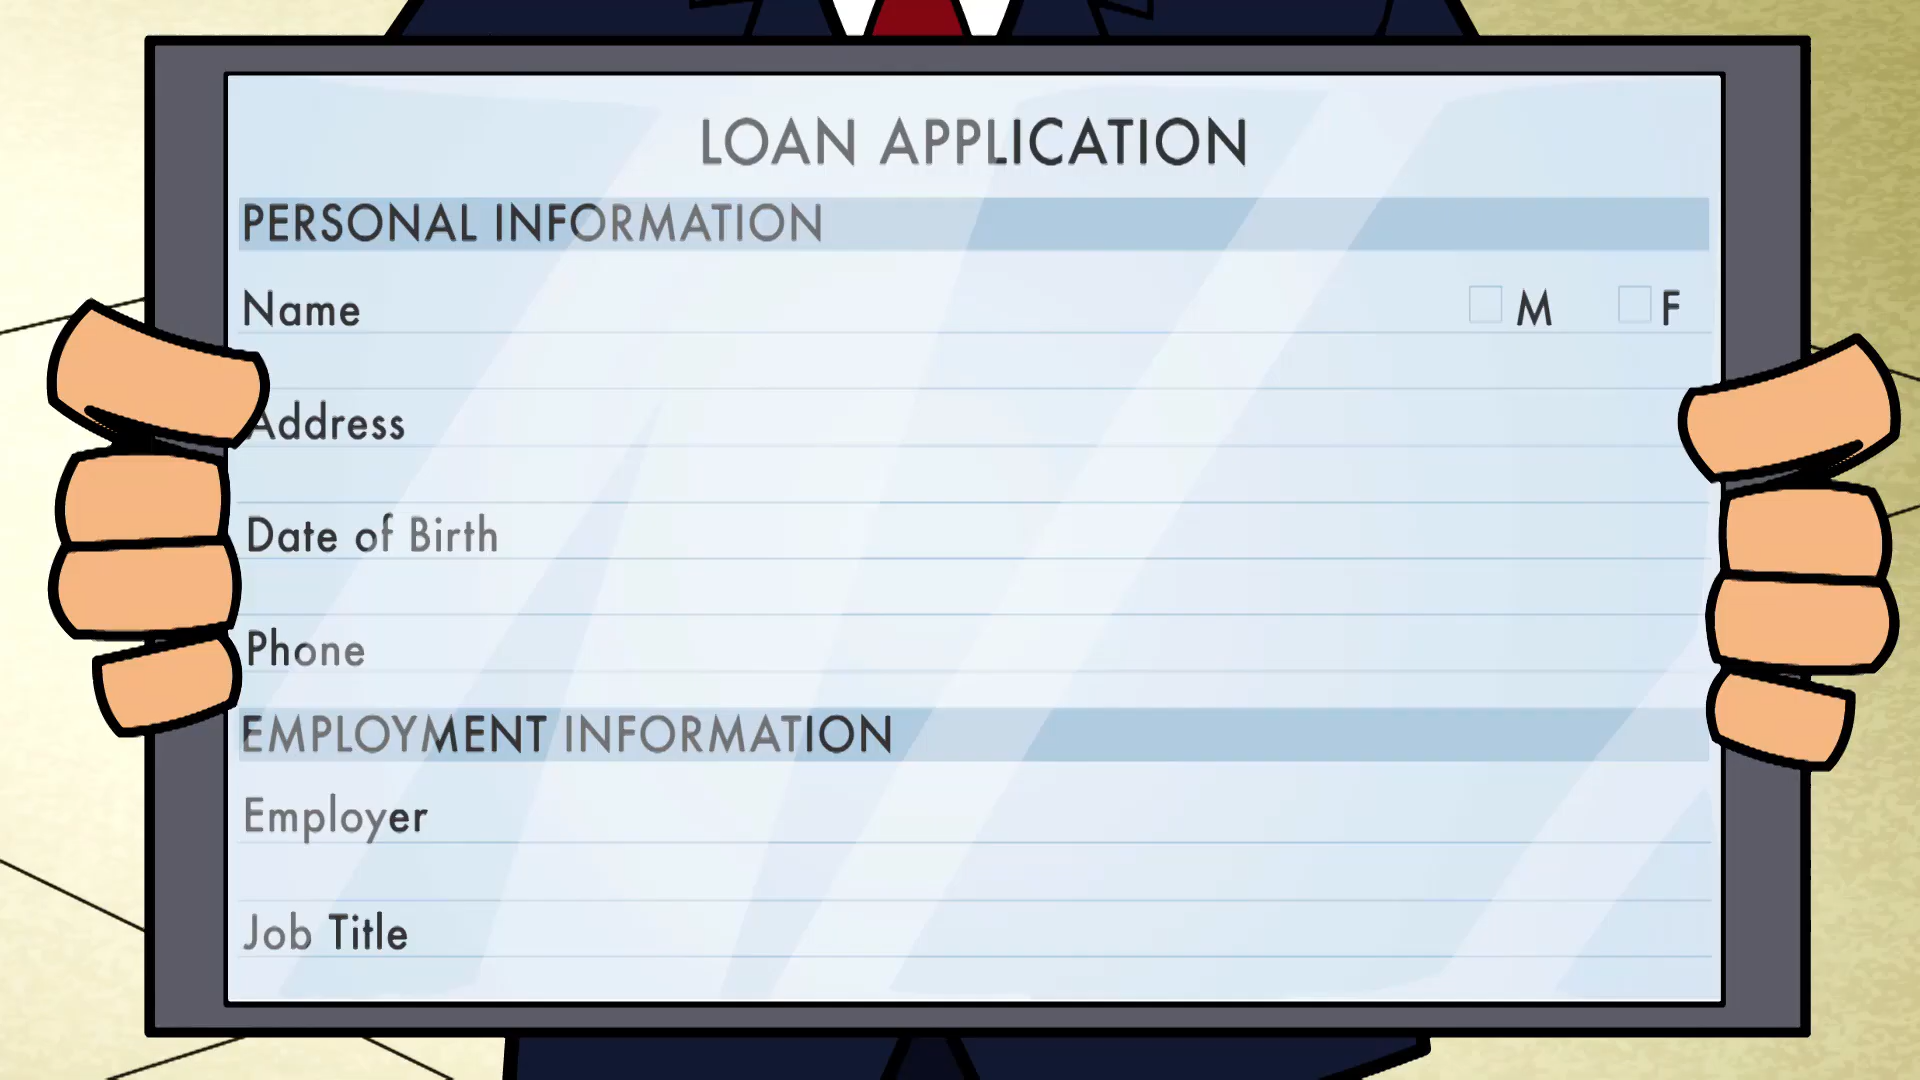 LOAN APPLICATION
PERSONAL INFORMATION
Name M F
Address
Date of Birth
Phone
EMPLOYMENT INFORMATION
Employer
Job Title